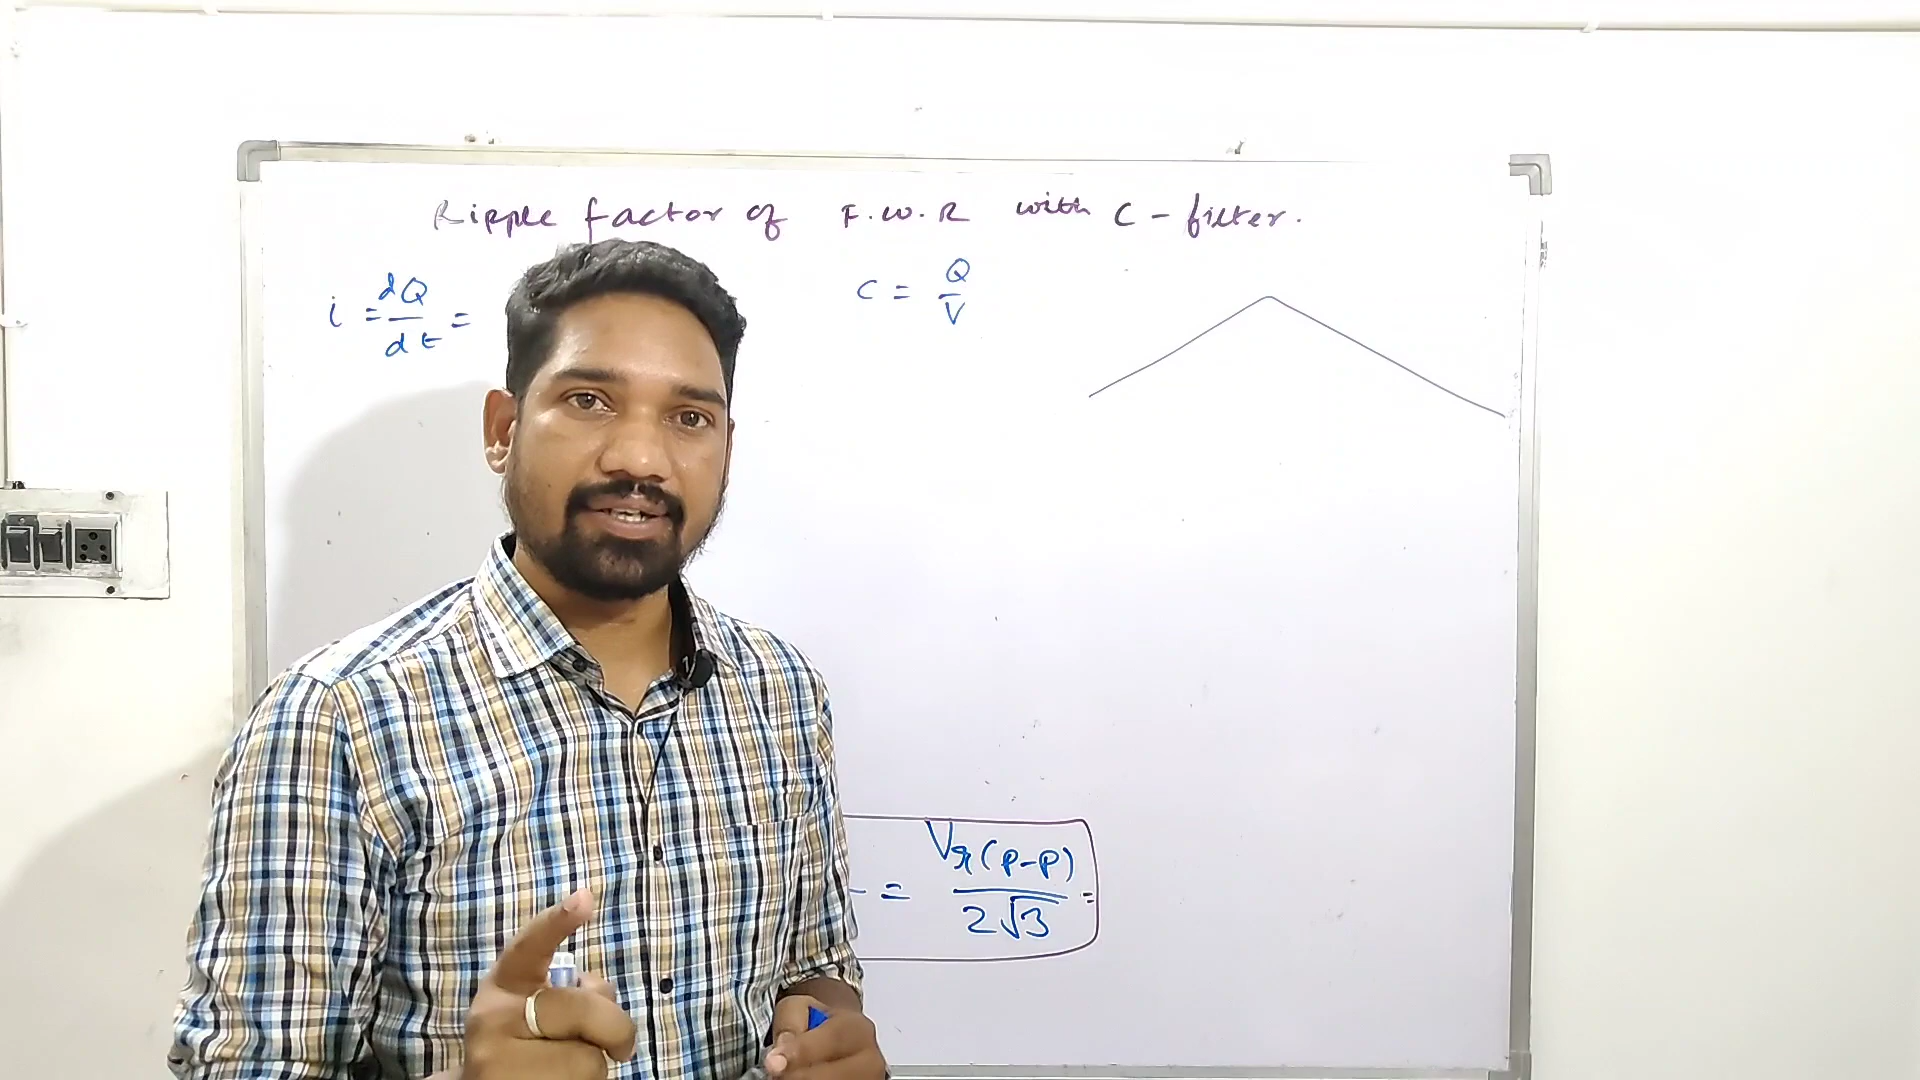 Ripple factor of F.W.R with C - filter.
i = dQ/dt =
C = Q/V
= Vr(p-p)/2√3 =